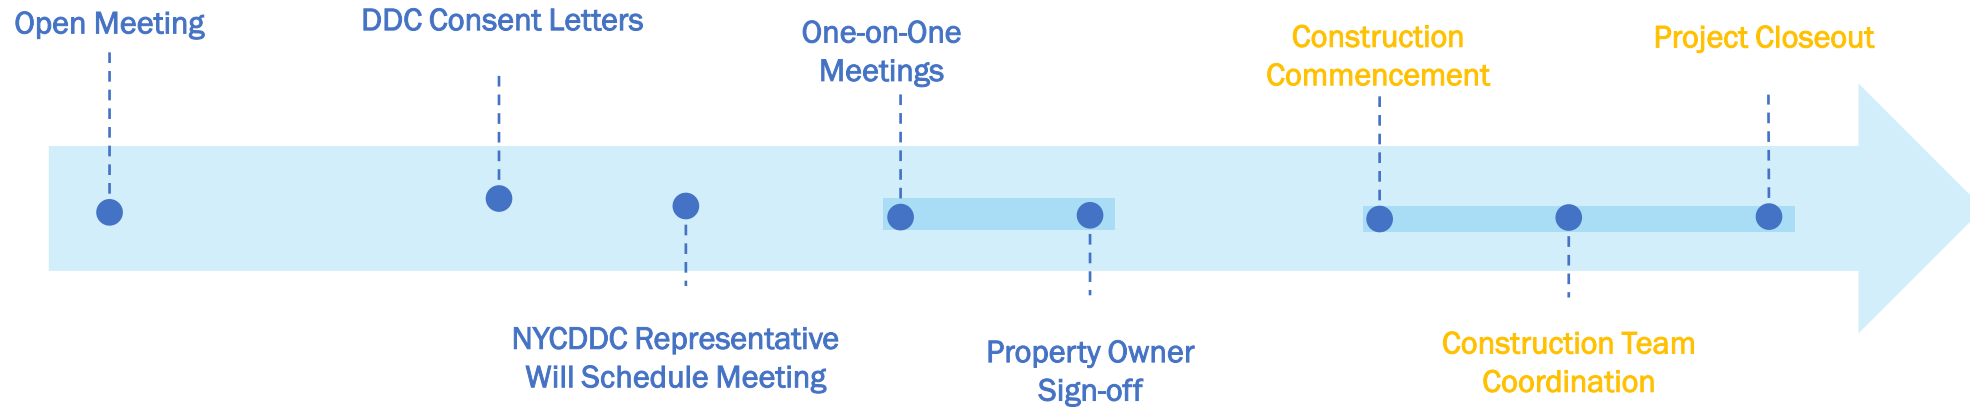 Open Meeting
DDC Consent Letters
One-on-One
Meetings
Construction
Commencement
Project Closeout
NYCDDC Representative
Will Schedule Meeting
Property Owner
Sign-off
Construction Team
Coordination